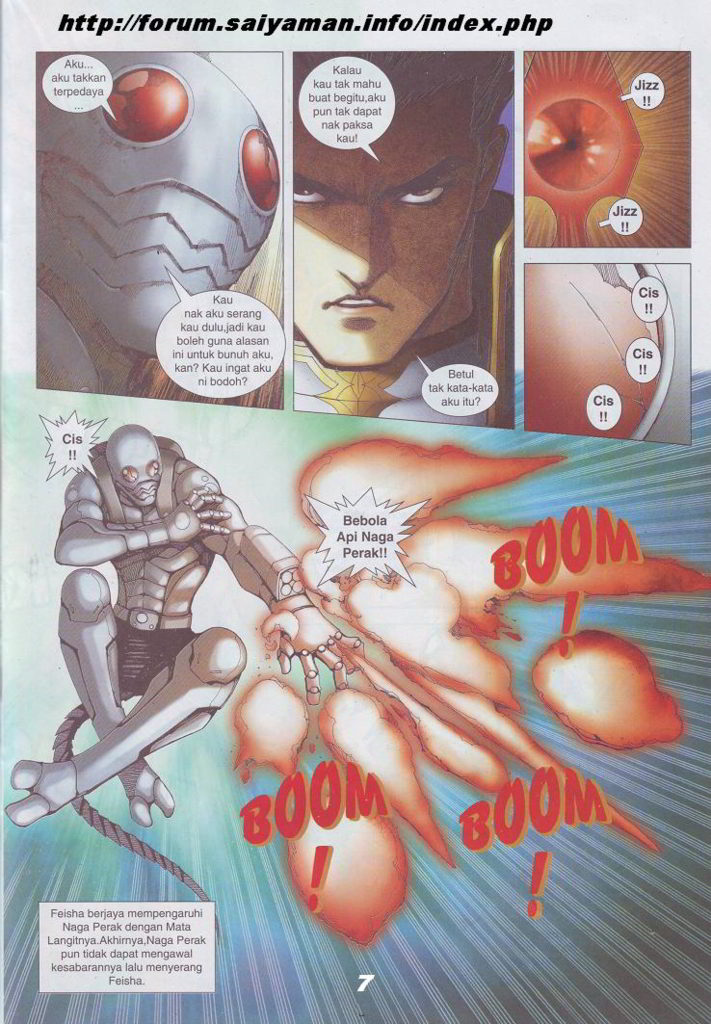 http://forum.saiyaman.info/index.php
Aku...
aku takkan
terpedaya
...
Kau
nak aku serang
kau dulu,jadi kau
boleh guna alasan
ini untuk bunuh aku,
kan? Kau ingat aku
ni bodoh?
Kalau
kau tak mahu
buat begitu,aku
pun tak dapat
nak paksa
kau!
Betul
tak kata-kata
aku itu?
Jizz
!!
Jizz
!!
Cis
!!
Cis
!!
Cis
!!
Cis
!!
Bebola
Api Naga
Perak!!
BOOM
!
BOOM
!
BOOM
!
Feisha berjaya mempengaruhi
Naga Perak dengan Mata
Langitnya.Akhirnya,Naga Perak
pun tidak dapat mengawal
kesabarannya lalu menyerang
Feisha.
7